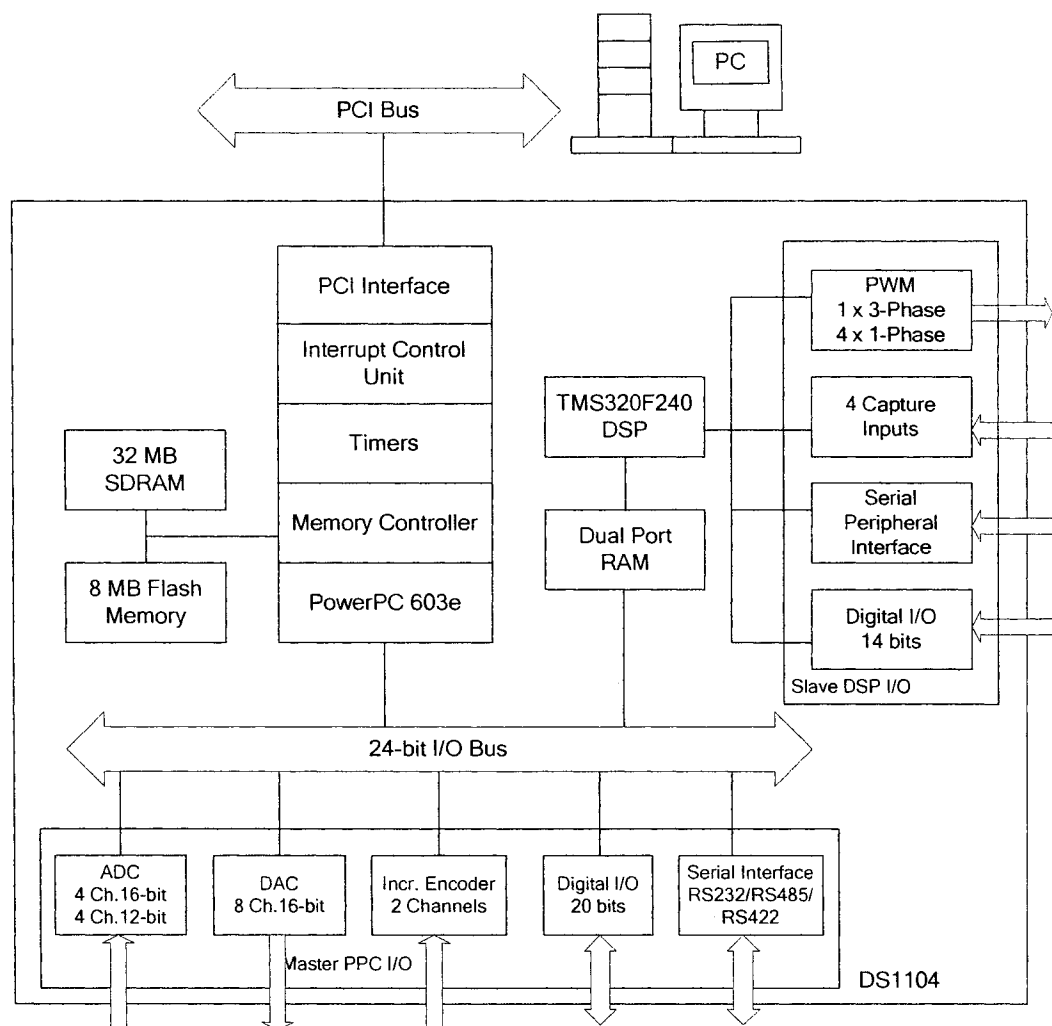 PC
PCI Bus
PCI Interface
Interrupt Control
Unit
Timers
Memory Controller
PowerPC 603e
32 MB
SDRAM
8 MB Flash
Memory
TMS320F240
DSP
Dual Port
RAM
PWM
1 x 3-Phase
4 x 1-Phase
4 Capture
Inputs
Serial
Peripheral
Interface
Digital I/O
14 bits
Slave DSP I/O
24-bit I/O Bus
ADC
4 Ch.16-bit
4 Ch.12-bit
DAC
8 Ch.16-bit
Incr. Encoder
2 Channels
Digital I/O
20 bits
Serial Interface
RS232/RS485/
RS422
Master PPC I/O
DS1104